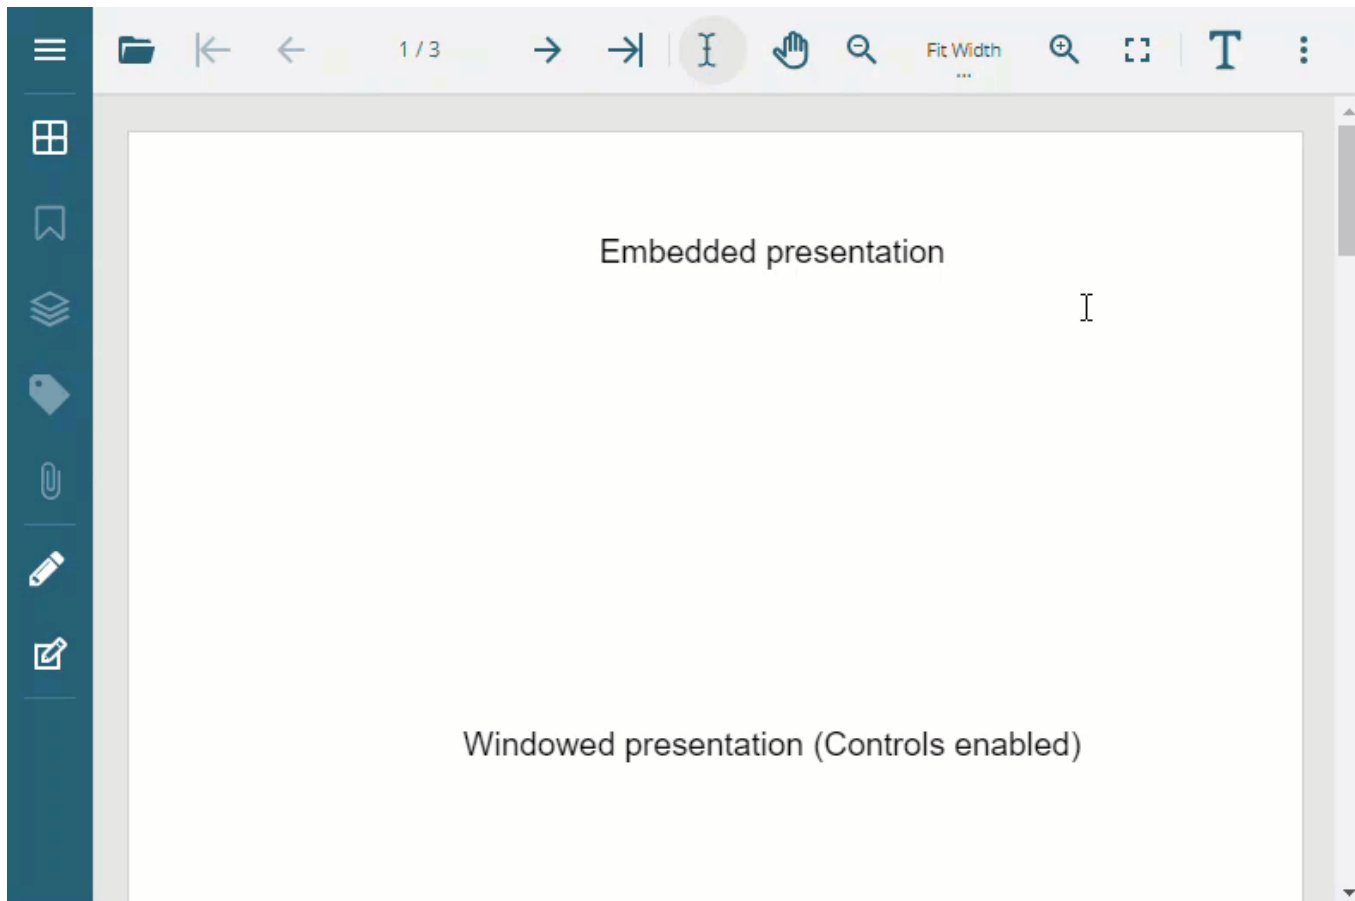 1 / 3
Fit Width
...
T
Embedded presentation
Windowed presentation (Controls enabled)